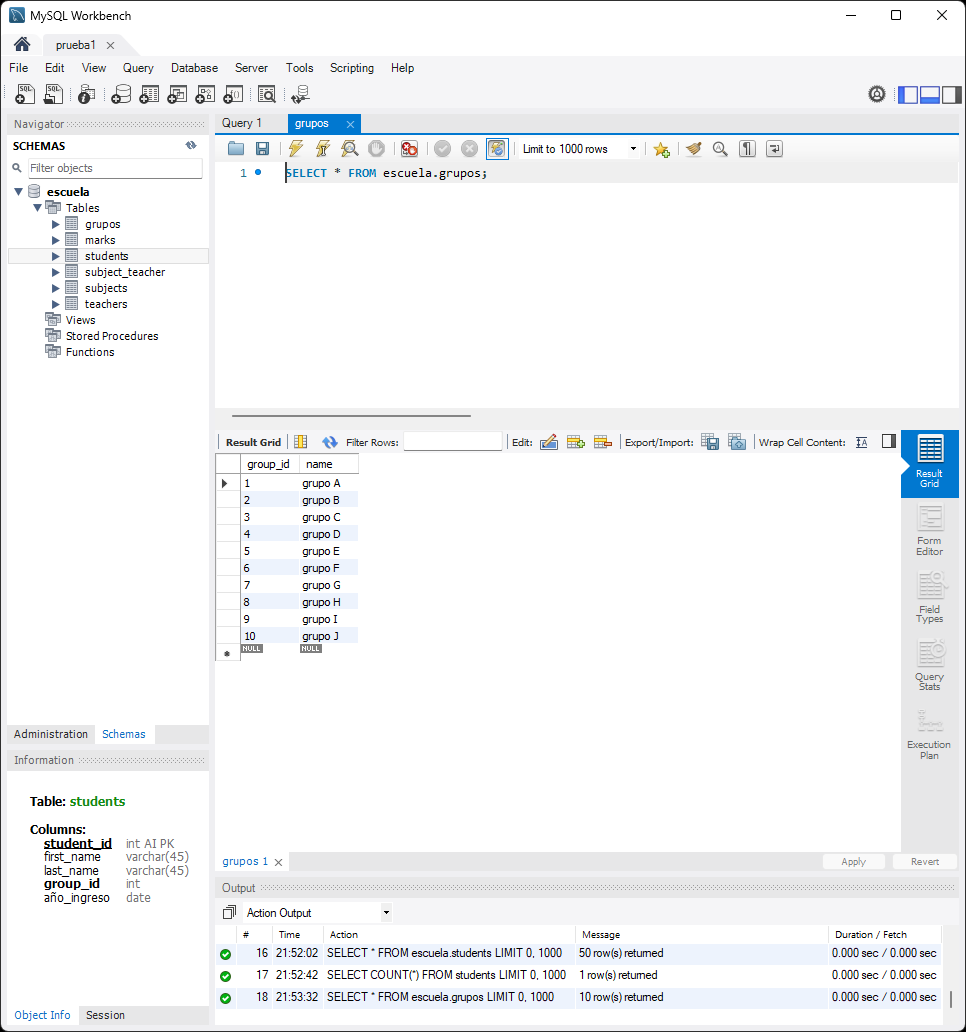 MySQL Workbench
prueba1
File Edit View Query Database Server Tools Scripting Help
Navigator
SCHEMAS
Filter objects
escuela
Tables
grupos
marks
students
subject_teacher
subjects
teachers
Views
Stored Procedures
Functions
Administration Schemas
Information
Table: students
Columns:
student_id int AI PK
first_name varchar(45)
last_name varchar(45)
group_id int
año_ingreso date
Object Info Session
Query 1 grupos
Limit to 1000 rows
1 SELECT * FROM escuela.grupos;
Result Grid Filter Rows: Edit: Export/Import: Wrap Cell Content:
group_id name
1 grupo A
2 grupo B
3 grupo C
4 grupo D
5 grupo E
6 grupo F
7 grupo G
8 grupo H
9 grupo I
10 grupo J
NULL NULL
Result
Grid
Form
Editor
Field
Types
Query
Stats
Execution
Plan
grupos 1 Apply Revert
Output
Action Output
# Time Action Message Duration / Fetch
16 21:52:02 SELECT * FROM escuela.students LIMIT 0, 1000 50 row(s) returned 0.000 sec / 0.000 sec
17 21:52:42 SELECT COUNT(*) FROM students LIMIT 0, 1000 1 row(s) returned 0.000 sec / 0.000 sec
18 21:53:32 SELECT * FROM escuela.grupos LIMIT 0, 1000 10 row(s) returned 0.000 sec / 0.000 sec